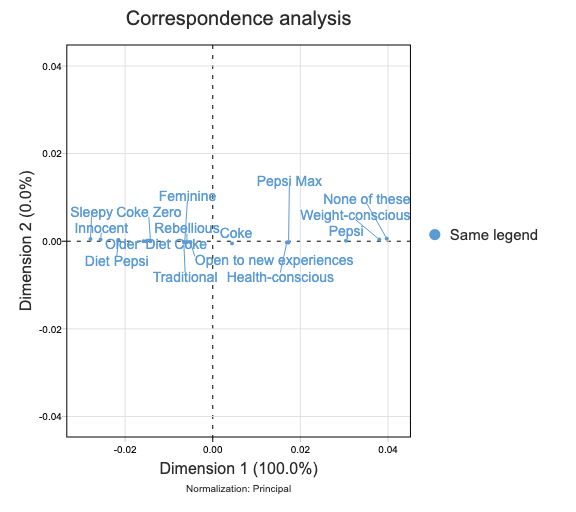 Correspondence analysis
Dimension 2 (0.0%)
0.04
0.02
0.00
-0.02
-0.04
Pepsi Max
Feminine
None of these
Sleepy Coke Zero
Weight-conscious
Innocent
Rebellious
Coke
Pepsi
Older Diet Coke
Diet Pepsi
Open to new experiences
Traditional
Health-conscious
Same legend
-0.02
0.00
0.02
0.04
Dimension 1 (100.0%)
Normalization: Principal